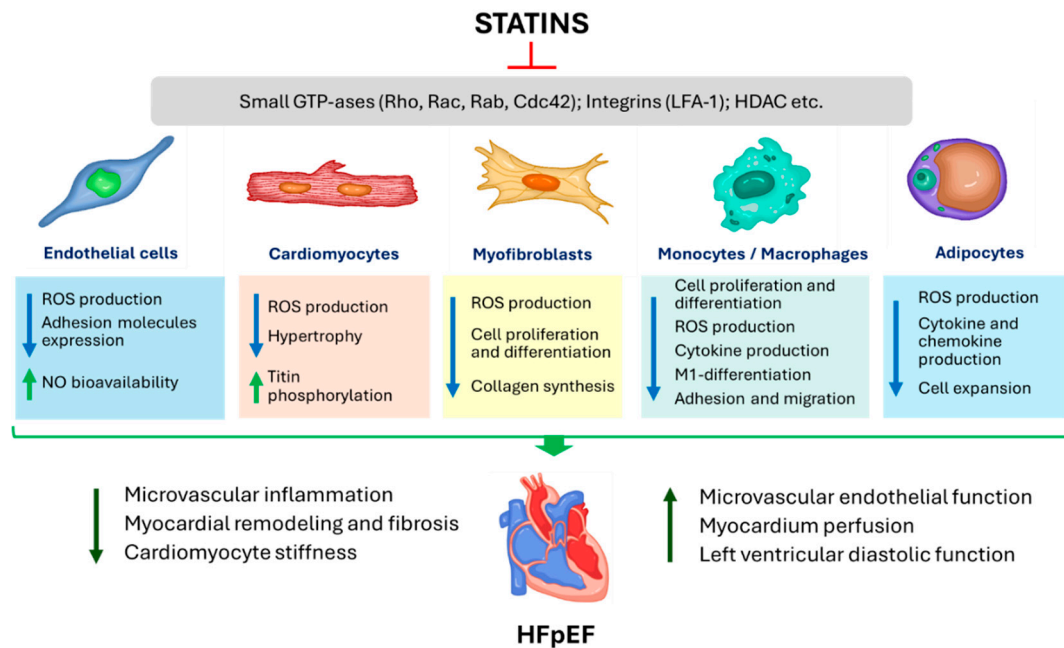 STATINS
Small GTP-ases (Rho, Rac, Rab, Cdc42); Integrins (LFA-1); HDAC etc.
Endothelial cells
Cardiomyocytes
Myofibroblasts
Monocytes / Macrophages
Adipocytes
ROS production
Adhesion molecules
expression
NO bioavailability
ROS production
Hypertrophy
Titin
phosphorylation
ROS production
Cell proliferation
and differentiation
Collagen synthesis
Cell proliferation and
differentiation
ROS production
Cytokine production
M1-differentiation
Adhesion and migration
ROS production
Cytokine and
chemokine
production
Cell expansion
Microvascular inflammation
Myocardial remodeling and fibrosis
Cardiomyocyte stiffness
Microvascular endothelial function
Myocardium perfusion
Left ventricular diastolic function
HFpEF